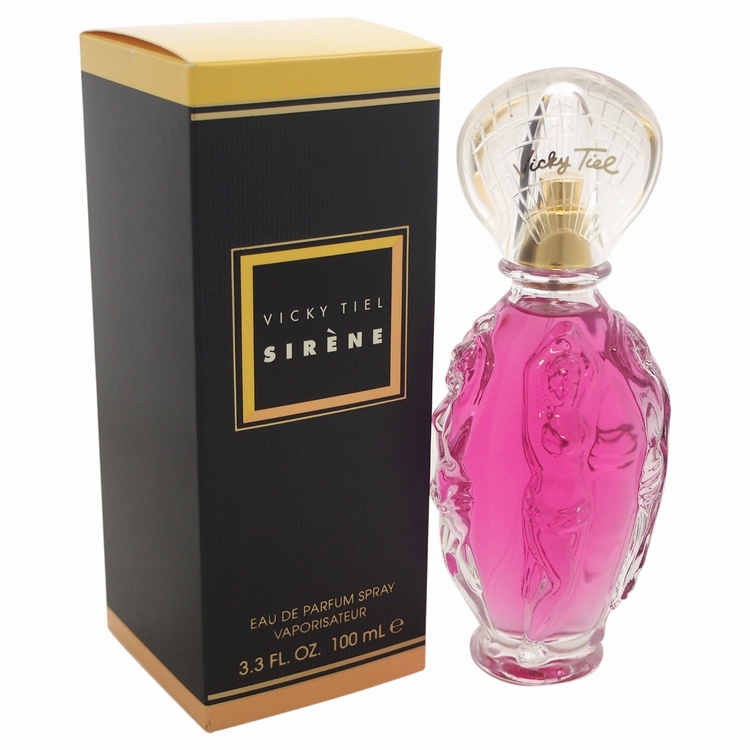 VICKY TIEL
SIRÈNE
EAU DE PARFUM SPRAY
VAPORISATEUR
3.3 FL. OZ. 100 mL ℮
Vicky Tiel